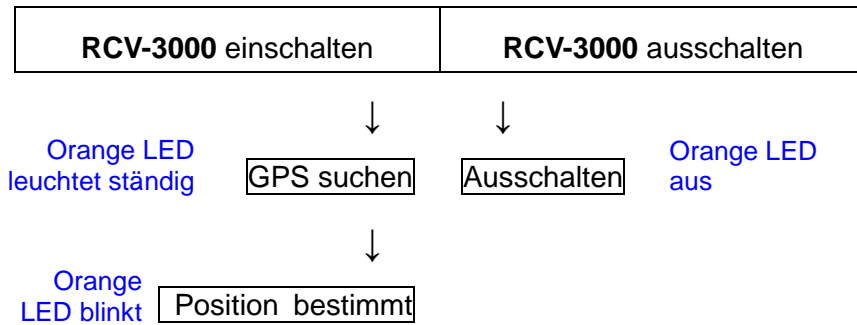 RCV-3000 einschalten
RCV-3000 ausschalten
↓ ↓
Orange LED
leuchtet ständig
GPS suchen
Ausschalten
Orange LED
aus
↓
Orange
LED blinkt
Position bestimmt